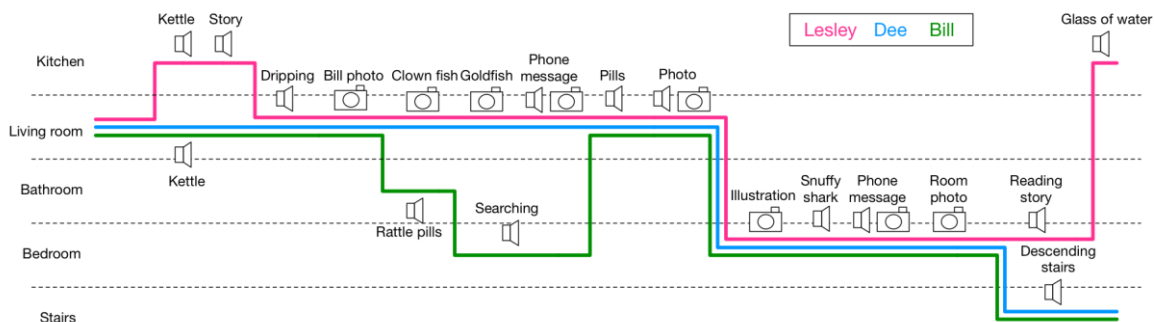 Kettle
Story
Glass of water
Lesley Dee Bill
Kitchen
Dripping
Bill photo
Clown fish
Goldfish
Phone
message
Pills
Photo
Living room
Kettle
Bathroom
Rattle pills
Searching
Illustration
Snuffy
shark
Phone
message
Room
photo
Reading
story
Bedroom
Descending
stairs
Stairs